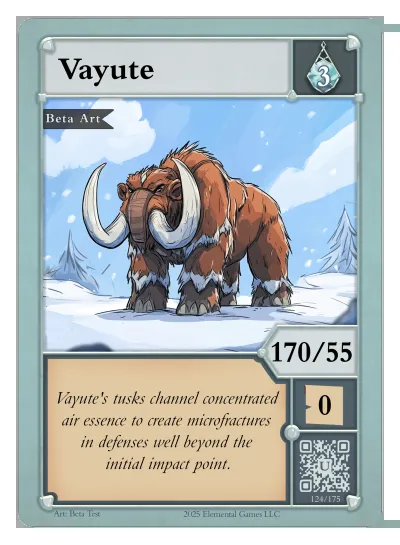 Vayute
3
Beta Art
170/55
Vayute's tusks channel concentrated
air essence to create microfractures
in defenses well beyond the
initial impact point.
0
U
124/175
Art: Beta Test
2025 Elemental Games LLC